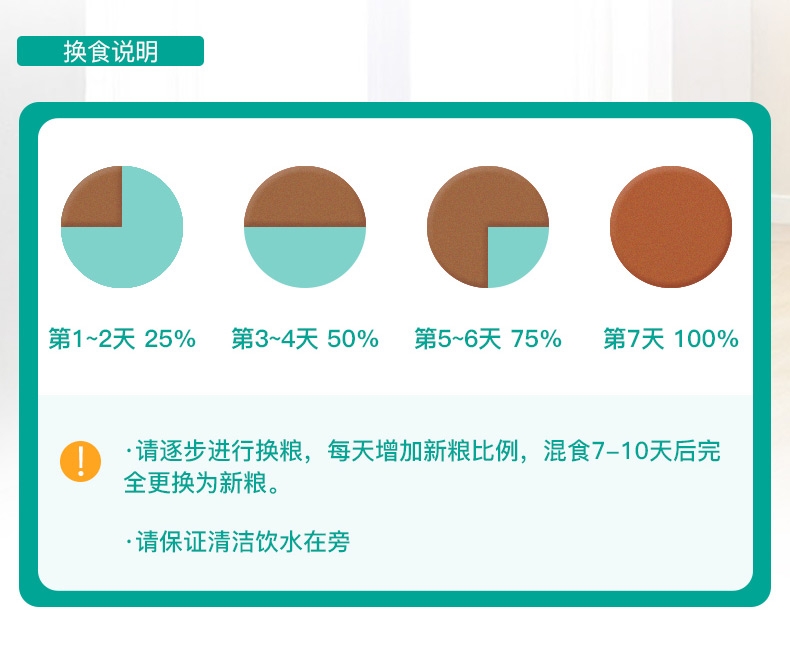 换食说明
第1~2天 25%
第3~4天 50%
第5~6天 75%
第7天 100%
·请逐步进行换粮，每天增加新粮比例，混食7-10天后完
全更换为新粮。
·请保证清洁饮水在旁